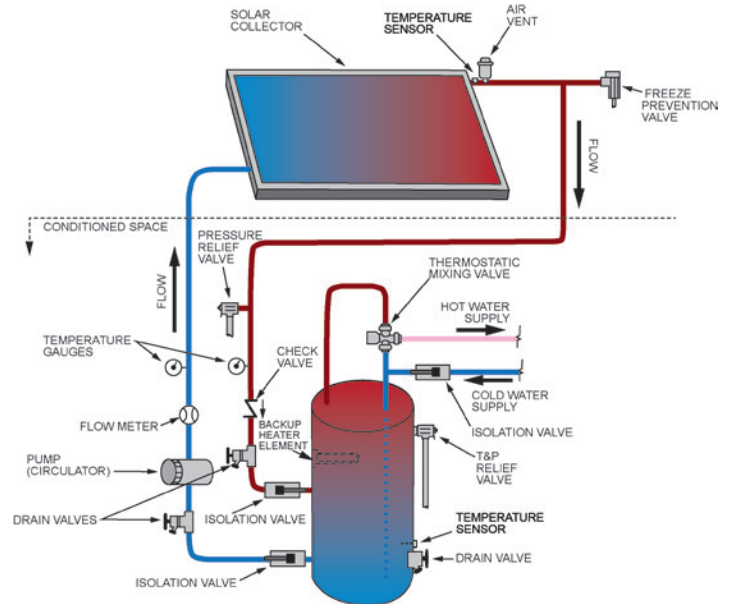 SOLAR
COLLECTOR
TEMPERATURE
SENSOR
AIR
VENT
FREEZE
PREVENTION
VALVE
FLOW
CONDITIONED SPACE
PRESSURE
RELIEF
VALVE
FLOW
THERMOSTATIC
MIXING VALVE
HOT WATER
SUPPLY
TEMPERATURE
GAUGES
CHECK
VALVE
COLD WATER
SUPPLY
ISOLATION VALVE
FLOW METER
BACKUP
HEATER
ELEMENT
T&P
RELIEF
VALVE
PUMP
(CIRCULATOR)
DRAIN VALVES
ISOLATION VALVE
TEMPERATURE
SENSOR
DRAIN VALVE
ISOLATION VALVE